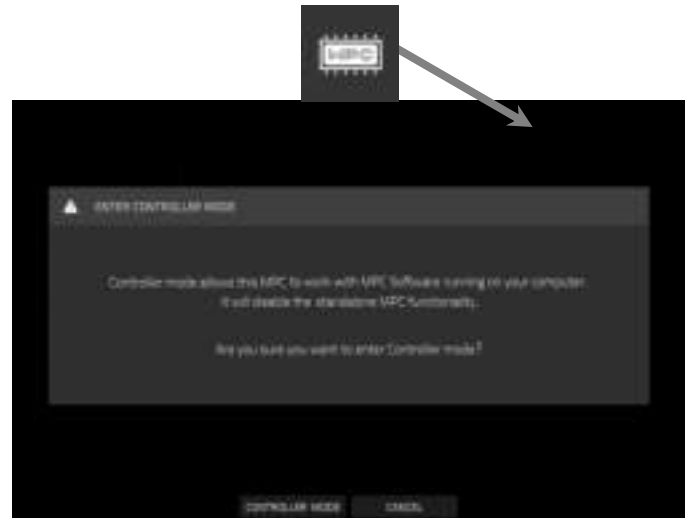 MPC
ENTER CONTROLLER MODE
Controller mode allows this MPC to work with MPC Software running on your computer.
It will disable the standalone MPC functionality.
Are you sure you want to enter Controller mode?
CONTROLLER MODE
CANCEL